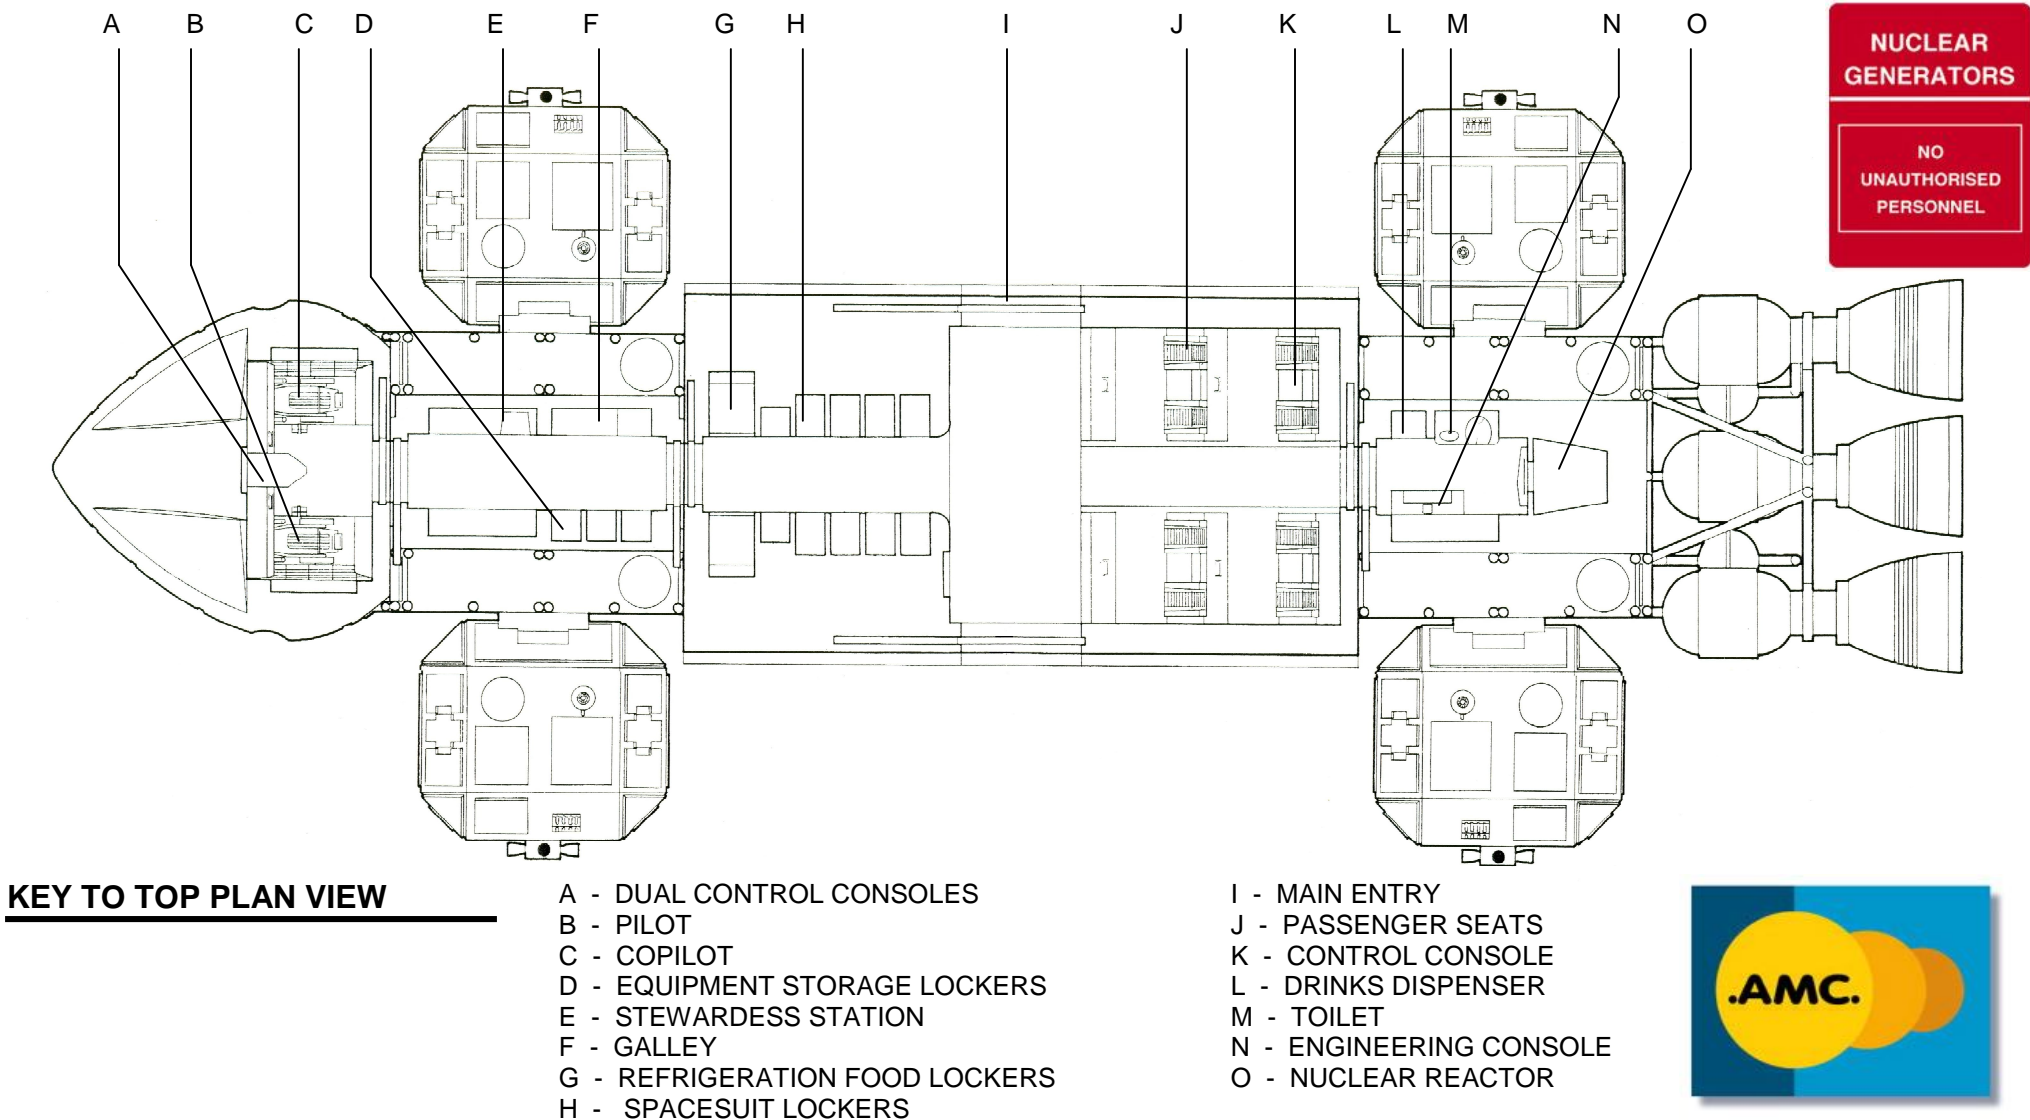 A B C D E F G H I J K L M N O
NUCLEAR
GENERATORS
NO
UNAUTHORISED
PERSONNEL
KEY TO TOP PLAN VIEW
A - DUAL CONTROL CONSOLES
B - PILOT
C - COPILOT
D - EQUIPMENT STORAGE LOCKERS
E - STEWARDESS STATION
F - GALLEY
G - REFRIGERATION FOOD LOCKERS
H - SPACESUIT LOCKERS
I - MAIN ENTRY
J - PASSENGER SEATS
K - CONTROL CONSOLE
L - DRINKS DISPENSER
M - TOILET
N - ENGINEERING CONSOLE
O - NUCLEAR REACTOR
.AMC.